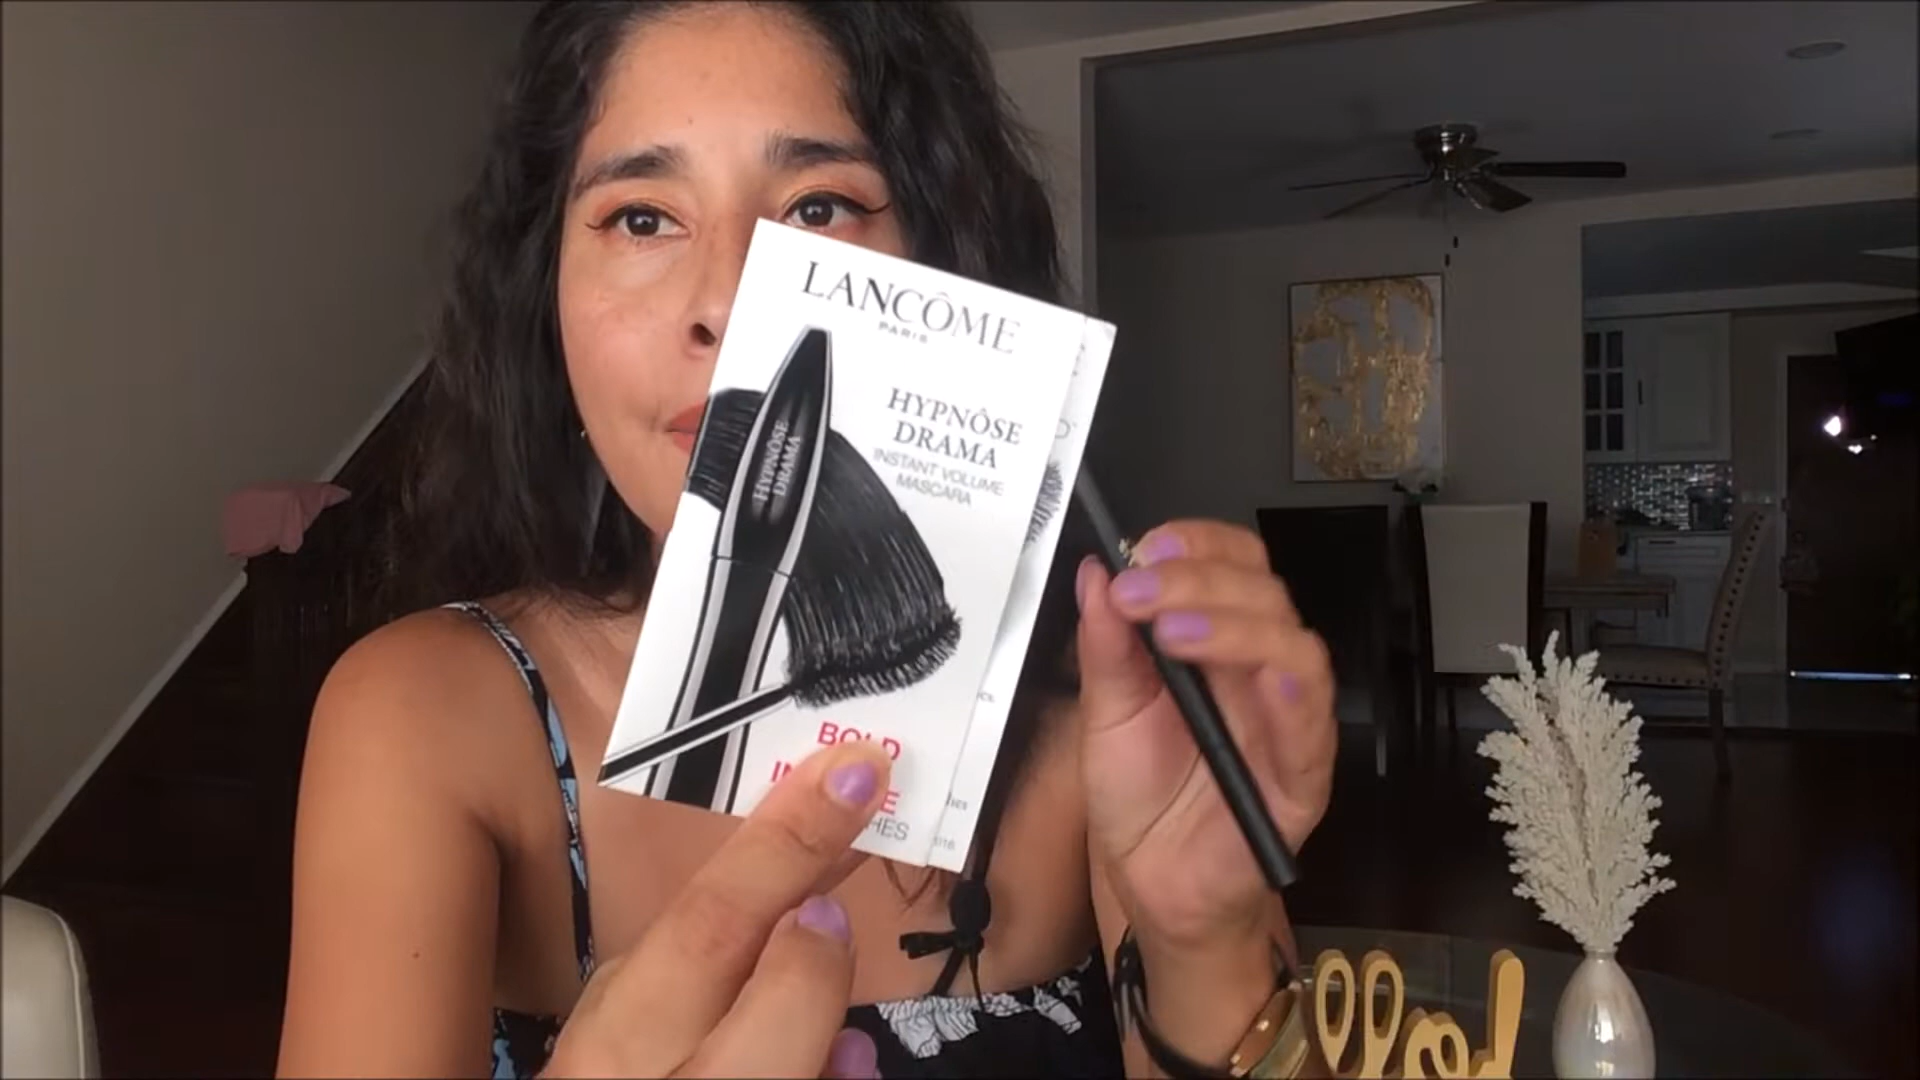 LANCÔME
PARIS
HYPNÔSE
DRAMA
INSTANT VOLUME
MASCARA
HYPNÔSE
DRAMA
BOLD